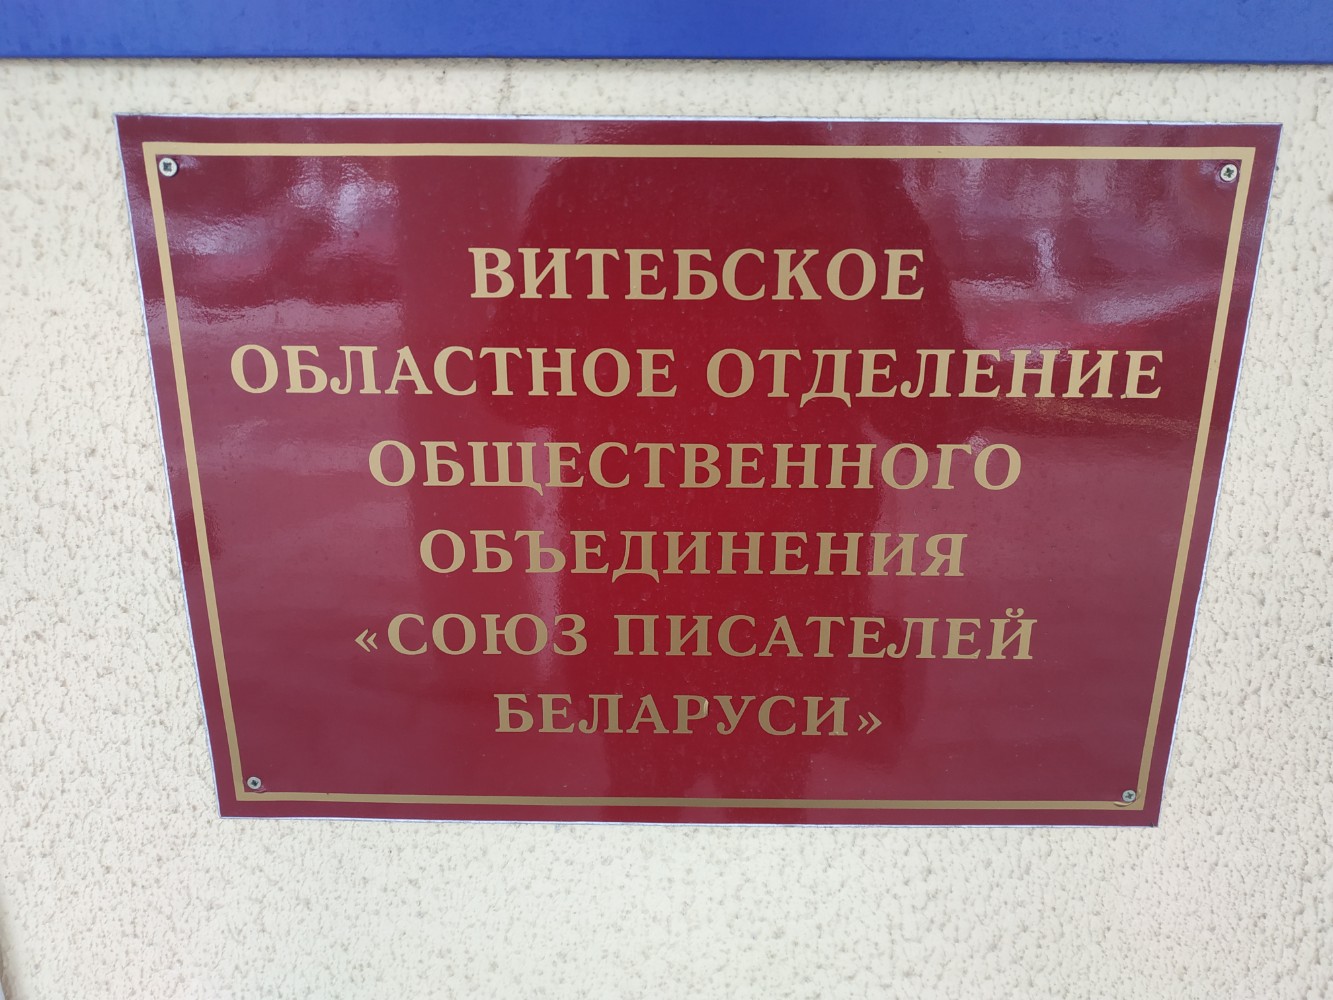 ВИТЕБСКОЕ
ОБЛАСТНОЕ ОТДЕЛЕНИЕ
ОБЩЕСТВЕННОГО
ОБЪЕДИНЕНИЯ
«СОЮЗ ПИСАТЕЛЕЙ
БЕЛАРУСИ»